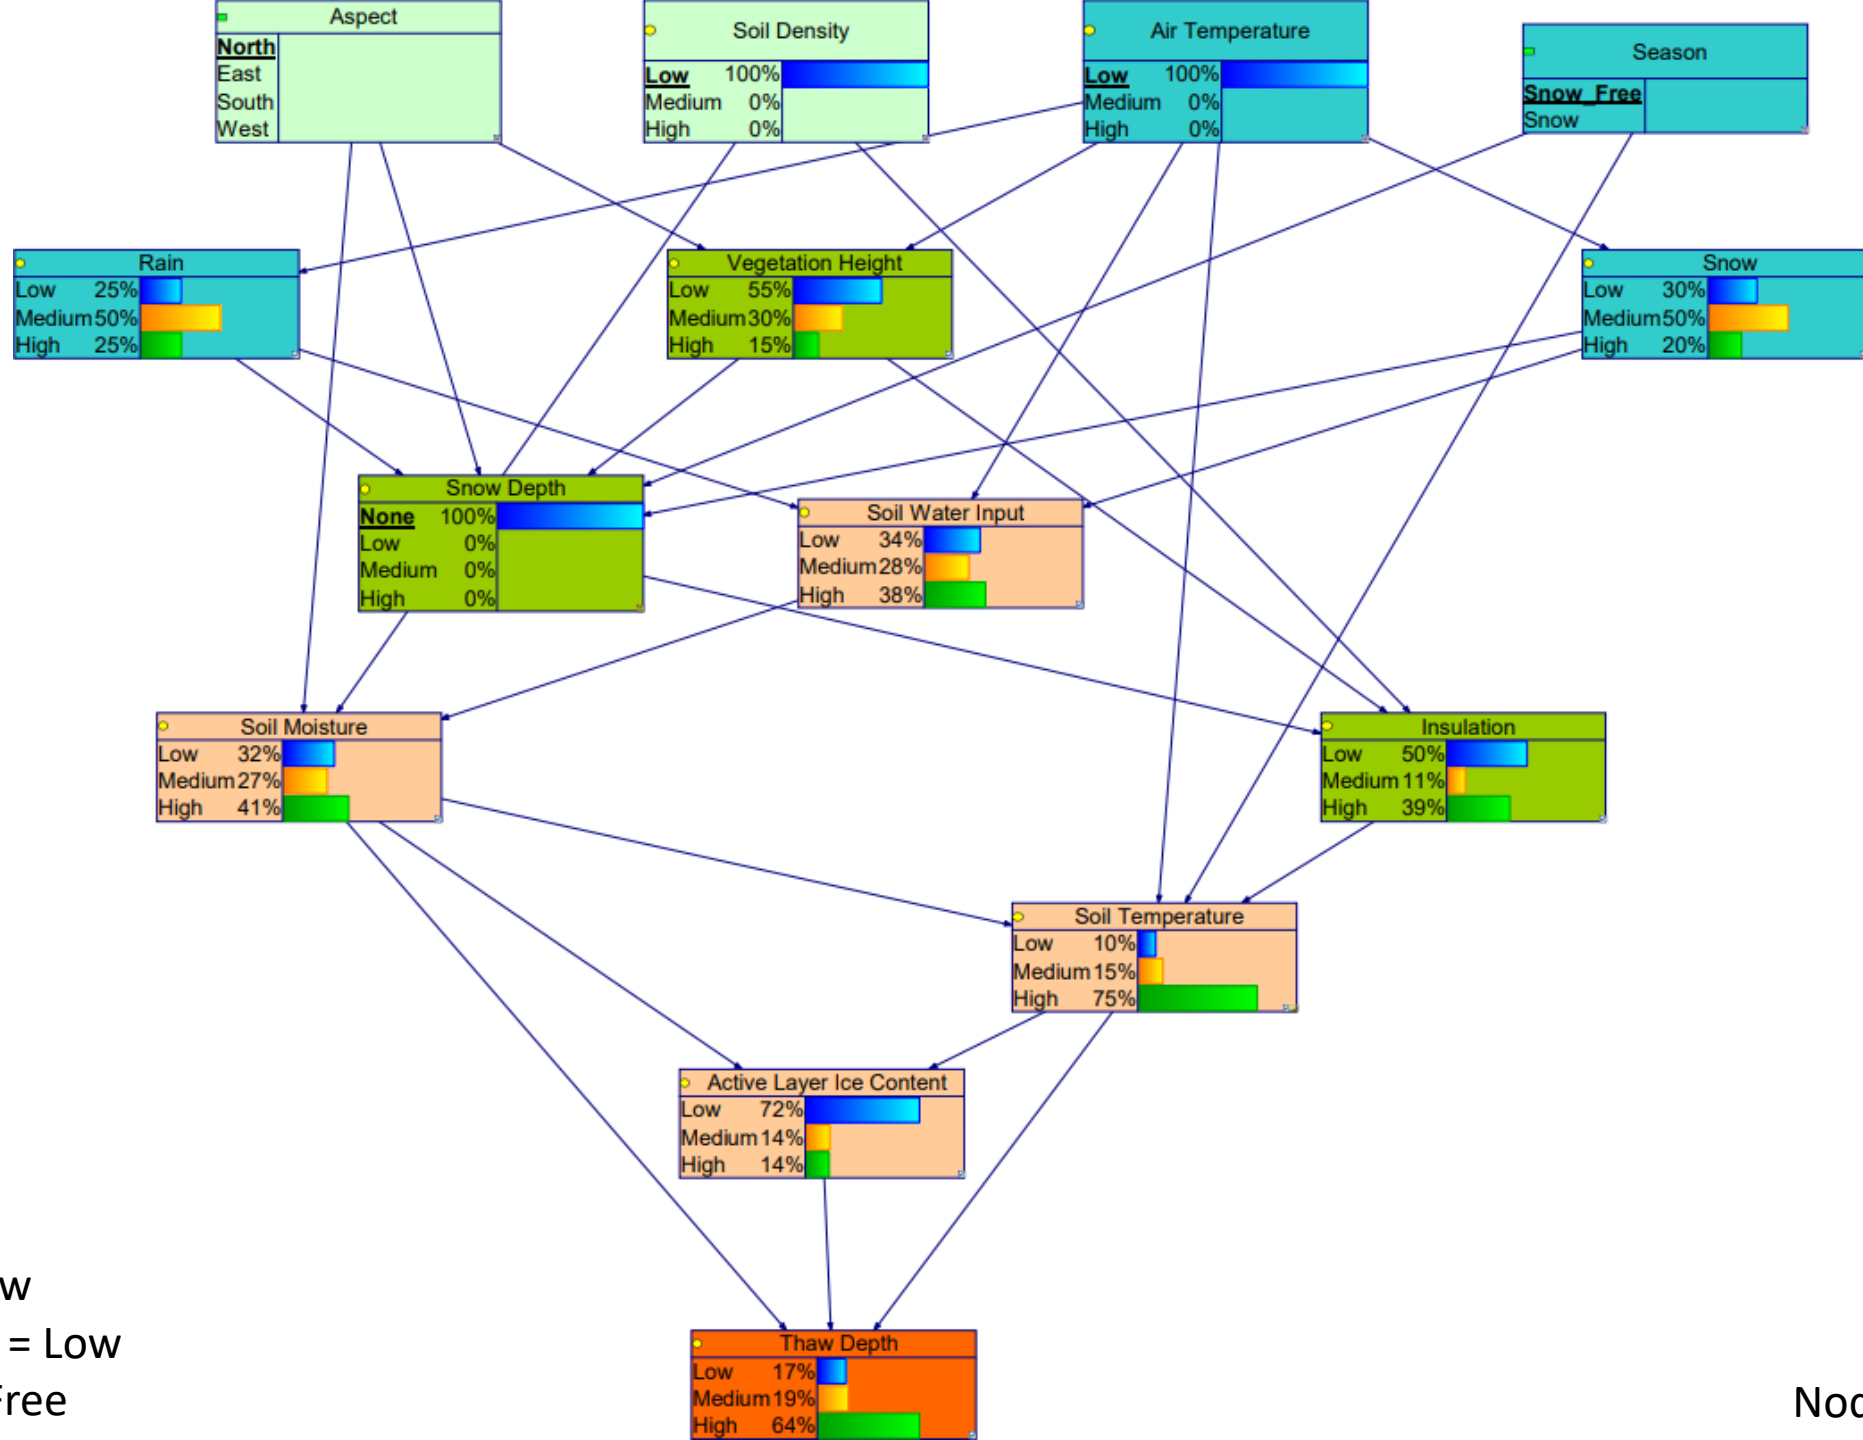 Aspect
North
East
South
West
Soil Density
Low 100%
Medium 0%
High 0%
Air Temperature
Low 100%
Medium 0%
High 0%
Season
Snow_Free
Snow
Rain
Low 25%
Medium 50%
High 25%
Vegetation Height
Low 55%
Medium 30%
High 15%
Snow
Low 30%
Medium 50%
High 20%
Snow Depth
None 100%
Low 0%
Medium 0%
High 0%
Soil Water Input
Low 34%
Medium 28%
High 38%
Soil Moisture
Low 32%
Medium 27%
High 41%
Insulation
Low 50%
Medium 11%
High 39%
Soil Temperature
Low 10%
Medium 15%
High 75%
Active Layer Ice Content
Low 72%
Medium 14%
High 14%
Thaw Depth
Low 17%
Medium 19%
High 64%
w
= Low
ree
No